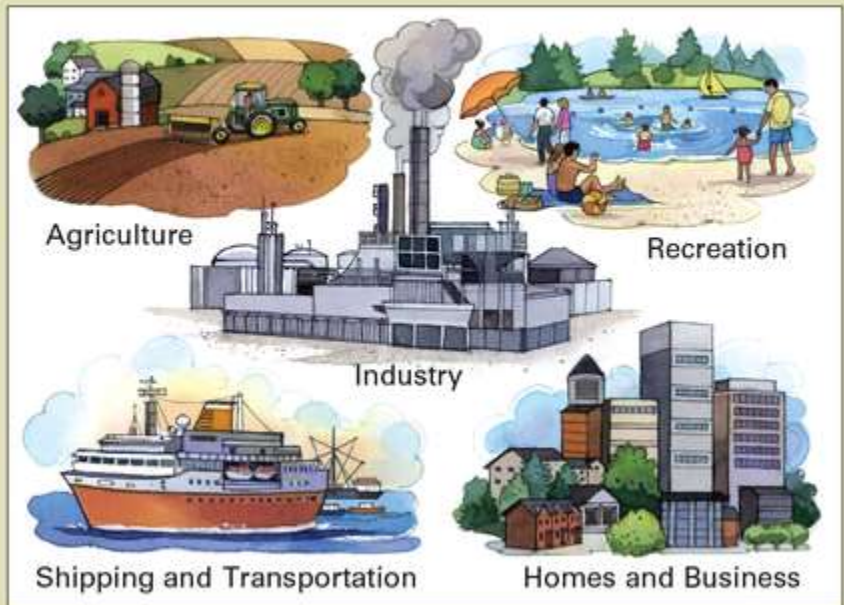 Agriculture
Recreation
Industry
Shipping and Transportation
Homes and Business